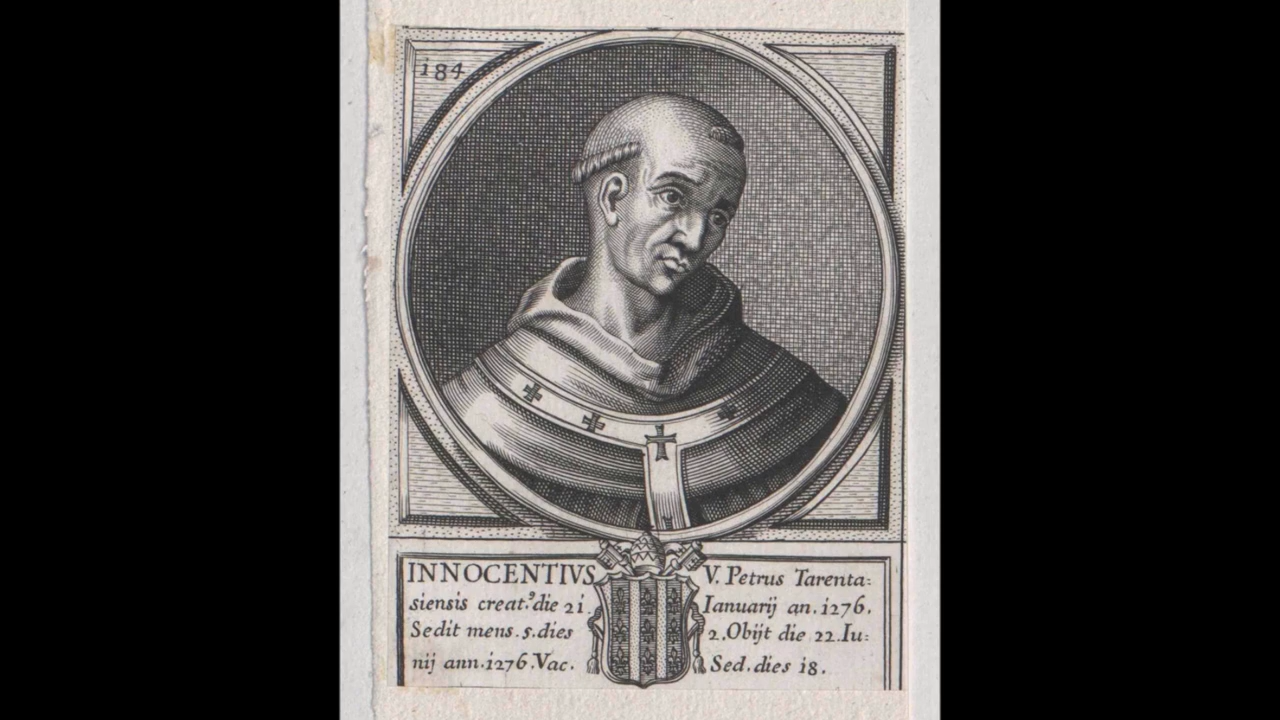 184
INNOCENTIVS V. Petrus Tarenta:
siensis creat.⁹ die 21 Ianuarij an. 1276.
Sedit mens. 5. dies 2. Obijt die 22. Iu:
nij ann. 1276. Vac. Sed. dies 18.